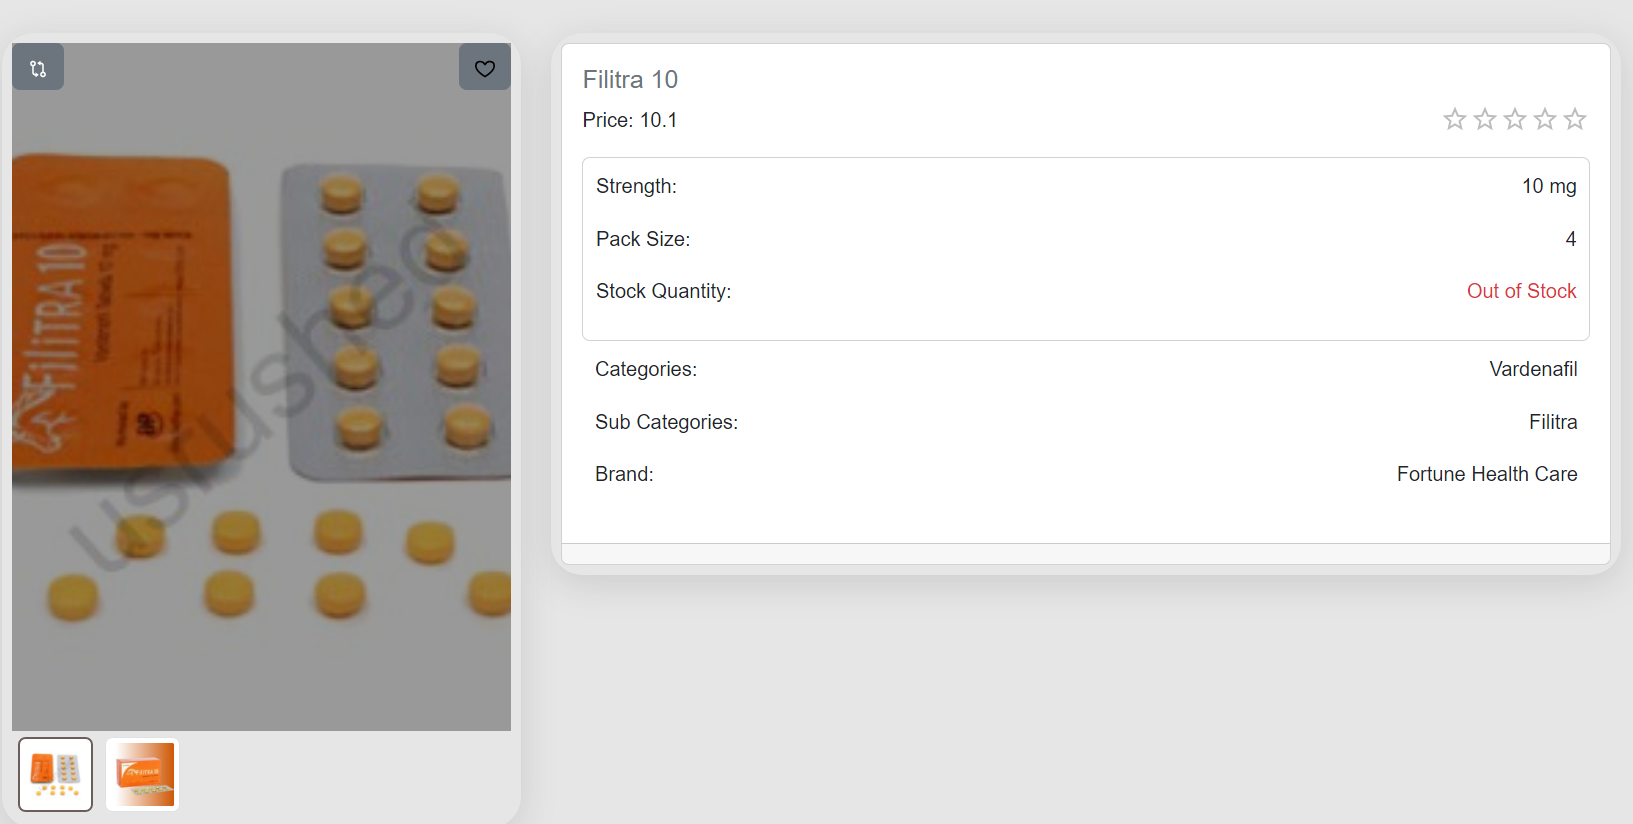 FiliTRA 10
Vardenafil Tablets 10 mg
usrushed
Filitra 10
Price: 10.1
Strength: 10 mg
Pack Size: 4
Stock Quantity: Out of Stock
Categories: Vardenafil
Sub Categories: Filitra
Brand: Fortune Health Care